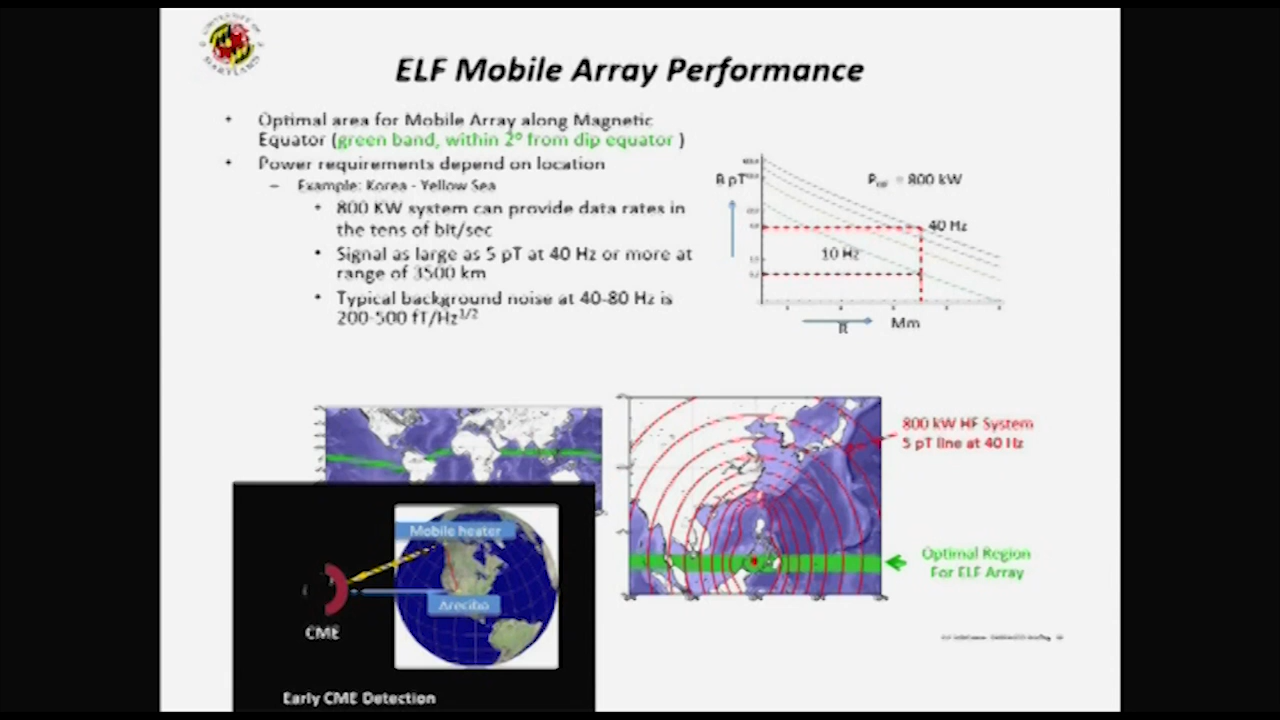 UNIVERSITY OF
MARYLAND
ELF Mobile Array Performance
• Optimal area for Mobile Array along Magnetic
Equator (green band, within 2° from dip equator )
• Power requirements depend on location
– Example: Korea - Yellow Sea
• 800 KW system can provide data rates in
the tens of bit/sec
• Signal as large as 5 pT at 40 Hz or more at
range of 3500 km
• Typical background noise at 40-80 Hz is
200-500 fT/Hz1/2
B pT
= 800 kW
40 Hz
10 Hz
R
Mm
800 kW HF System
5 pT line at 40 Hz
Optimal Region
For ELF Array
Mobile heater
Arecibo
CME
Early CME Detection